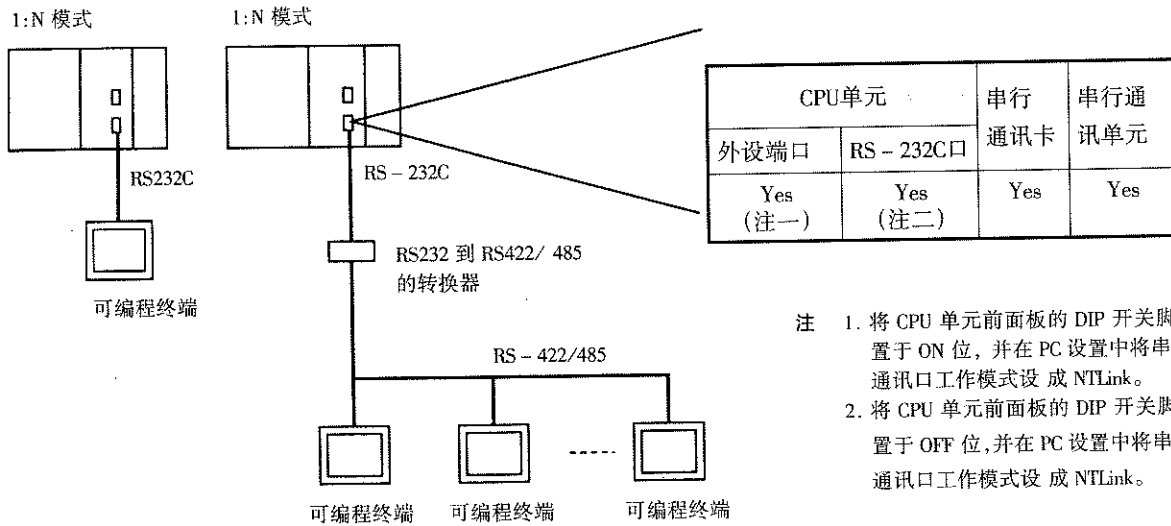 1:N 模式
1:N 模式
RS232C
可编程终端
RS-232C
RS232 到 RS422/ 485
的转换器
RS-422/485
可编程终端
可编程终端
可编程终端
CPU单元
串行
通讯卡
串行通
讯单元
外设端口
RS-232C口
Yes
(注一)
Yes
(注二)
Yes
Yes
注 1. 将 CPU 单元前面板的 DIP 开关脚
置于 ON 位, 并在 PC 设置中将串
通讯口工作模式设 成 NTLink。
2. 将 CPU 单元前面板的 DIP 开关脚
置于 OFF 位,并在 PC 设置中将串
通讯口工作模式设 成 NTLink。